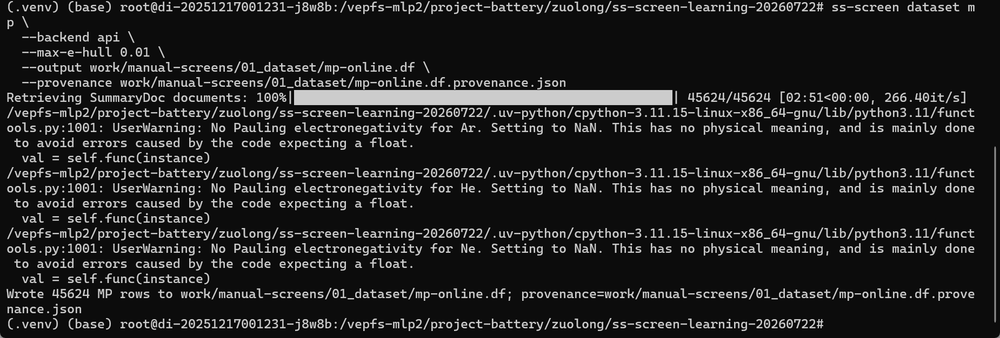 (.venv) (base) root@di-20251217001231-j8w8b:/vepfs-mlp2/project-battery/zuolong/ss-screen-learning-20260722# ss-screen dataset m
p \
  --backend api \
  --max-e-hull 0.01 \
  --output work/manual-screens/01_dataset/mp-online.df \
  --provenance work/manual-screens/01_dataset/mp-online.df.provenance.json
Retrieving SummaryDoc documents: 100%|██████████████████████████████████████████████████| 45624/45624 [02:51<00:00, 266.40it/s]
/vepfs-mlp2/project-battery/zuolong/ss-screen-learning-20260722/.uv-python/cpython-3.11.15-linux-x86_64-gnu/lib/python3.11/funct
ools.py:1001: UserWarning: No Pauling electronegativity for Ar. Setting to NaN. This has no physical meaning, and is mainly done
 to avoid errors caused by the code expecting a float.
  val = self.func(instance)
/vepfs-mlp2/project-battery/zuolong/ss-screen-learning-20260722/.uv-python/cpython-3.11.15-linux-x86_64-gnu/lib/python3.11/funct
ools.py:1001: UserWarning: No Pauling electronegativity for He. Setting to NaN. This has no physical meaning, and is mainly done
 to avoid errors caused by the code expecting a float.
  val = self.func(instance)
/vepfs-mlp2/project-battery/zuolong/ss-screen-learning-20260722/.uv-python/cpython-3.11.15-linux-x86_64-gnu/lib/python3.11/funct
ools.py:1001: UserWarning: No Pauling electronegativity for Ne. Setting to NaN. This has no physical meaning, and is mainly done
 to avoid errors caused by the code expecting a float.
  val = self.func(instance)
Wrote 45624 MP rows to work/manual-screens/01_dataset/mp-online.df; provenance=work/manual-screens/01_dataset/mp-online.df.prove
nance.json
(.venv) (base) root@di-20251217001231-j8w8b:/vepfs-mlp2/project-battery/zuolong/ss-screen-learning-20260722#